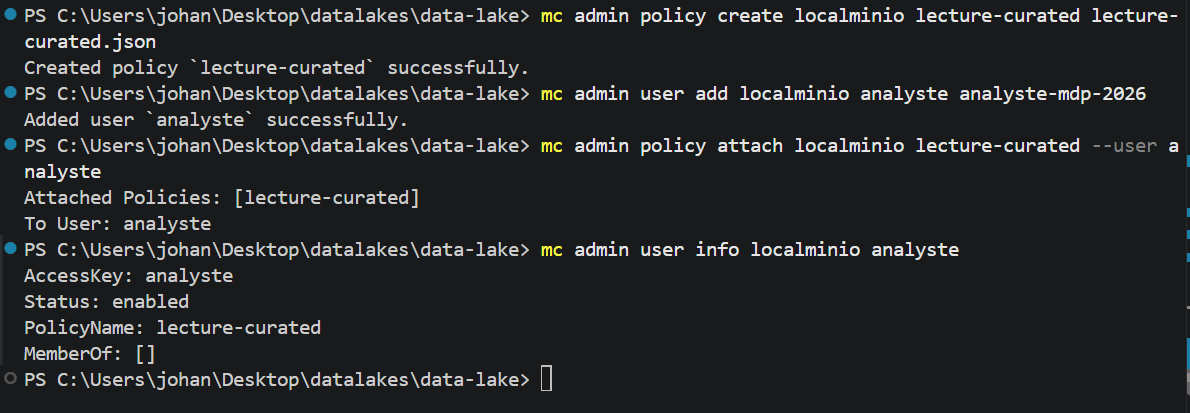 PS C:\Users\johan\Desktop\datalakes\data-lake> mc admin policy create localminio lecture-curated lecture-
curated.json
Created policy `lecture-curated` successfully.
PS C:\Users\johan\Desktop\datalakes\data-lake> mc admin user add localminio analyste analyste-mdp-2026
Added user `analyste` successfully.
PS C:\Users\johan\Desktop\datalakes\data-lake> mc admin policy attach localminio lecture-curated --user a
nalyste
Attached Policies: [lecture-curated]
To User: analyste
PS C:\Users\johan\Desktop\datalakes\data-lake> mc admin user info localminio analyste
AccessKey: analyste
Status: enabled
PolicyName: lecture-curated
MemberOf: []
PS C:\Users\johan\Desktop\datalakes\data-lake>